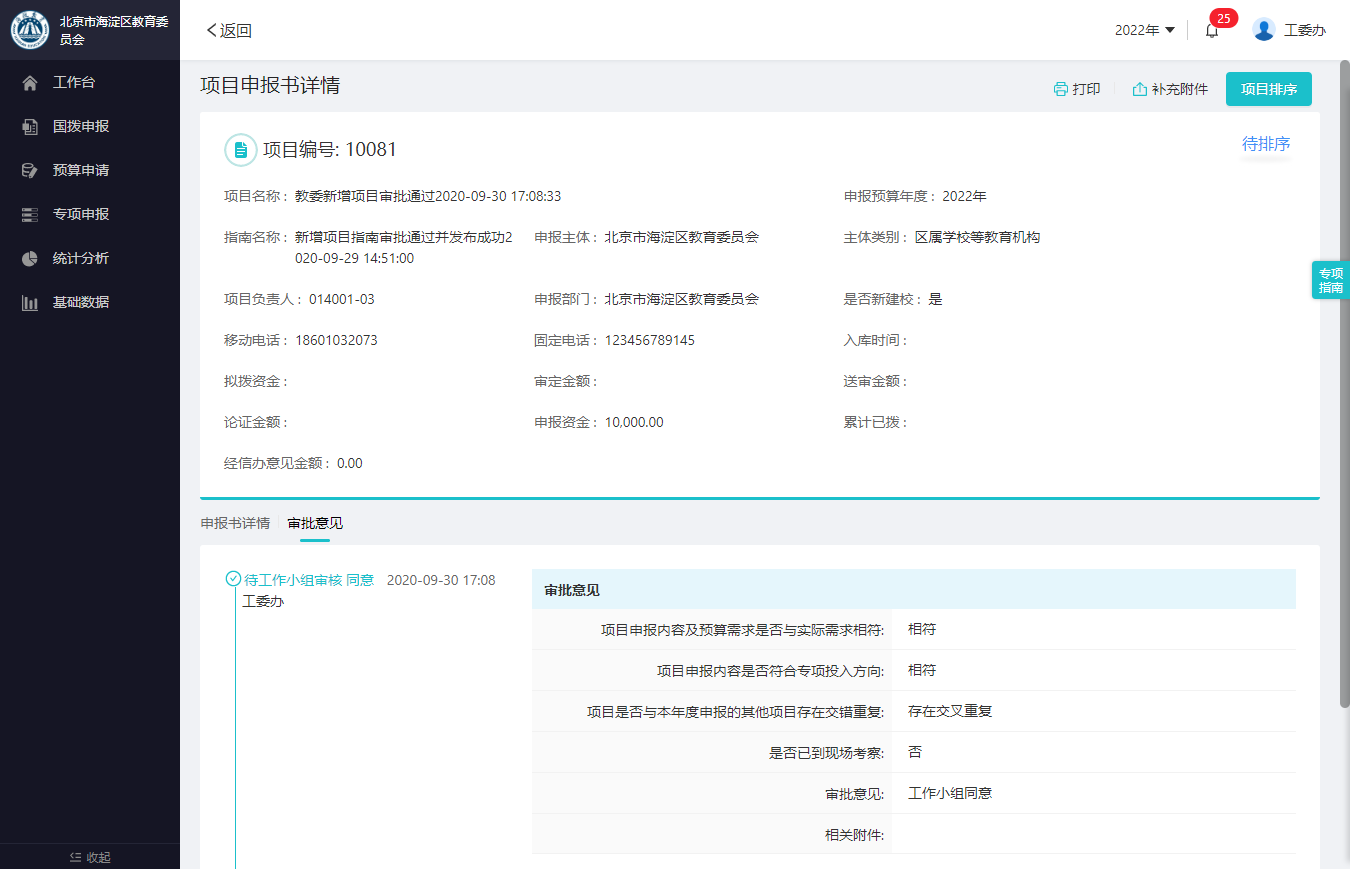 北京市海淀区教育委
员会
返回
2022年
25
工委办
工作台
国拨申报
预算申请
专项申报
统计分析
基础数据
收起
项目申报书详情
打印
补充附件
项目排序
项目编号: 10081
待排序
项目名称 : 教委新增项目审批通过2020-09-30 17:08:33
申报预算年度 : 2022年
指南名称 : 新增项目指南审批通过并发布成功2
020-09-29 14:51:00
申报主体 : 北京市海淀区教育委员会
主体类别 : 区属学校等教育机构
专项
指南
项目负责人 : 014001-03
申报部门 : 北京市海淀区教育委员会
是否新建校 : 是
移动电话 : 18601032073
固定电话 : 123456789145
入库时间 :
拟拨资金 :
审定金额 :
送审金额 :
论证金额 :
申报资金 : 10,000.00
累计已拨 :
经信办意见金额 : 0.00
申报书详情
审批意见
待工作小组审核 同意 2020-09-30 17:08
工委办
审批意见
项目申报内容及预算需求是否与实际需求相符: 相符
项目申报内容是否符合专项投入方向: 相符
项目是否与本年度申报的其他项目存在交错重复: 存在交叉重复
是否已到现场考察: 否
审批意见: 工作小组同意
相关附件: